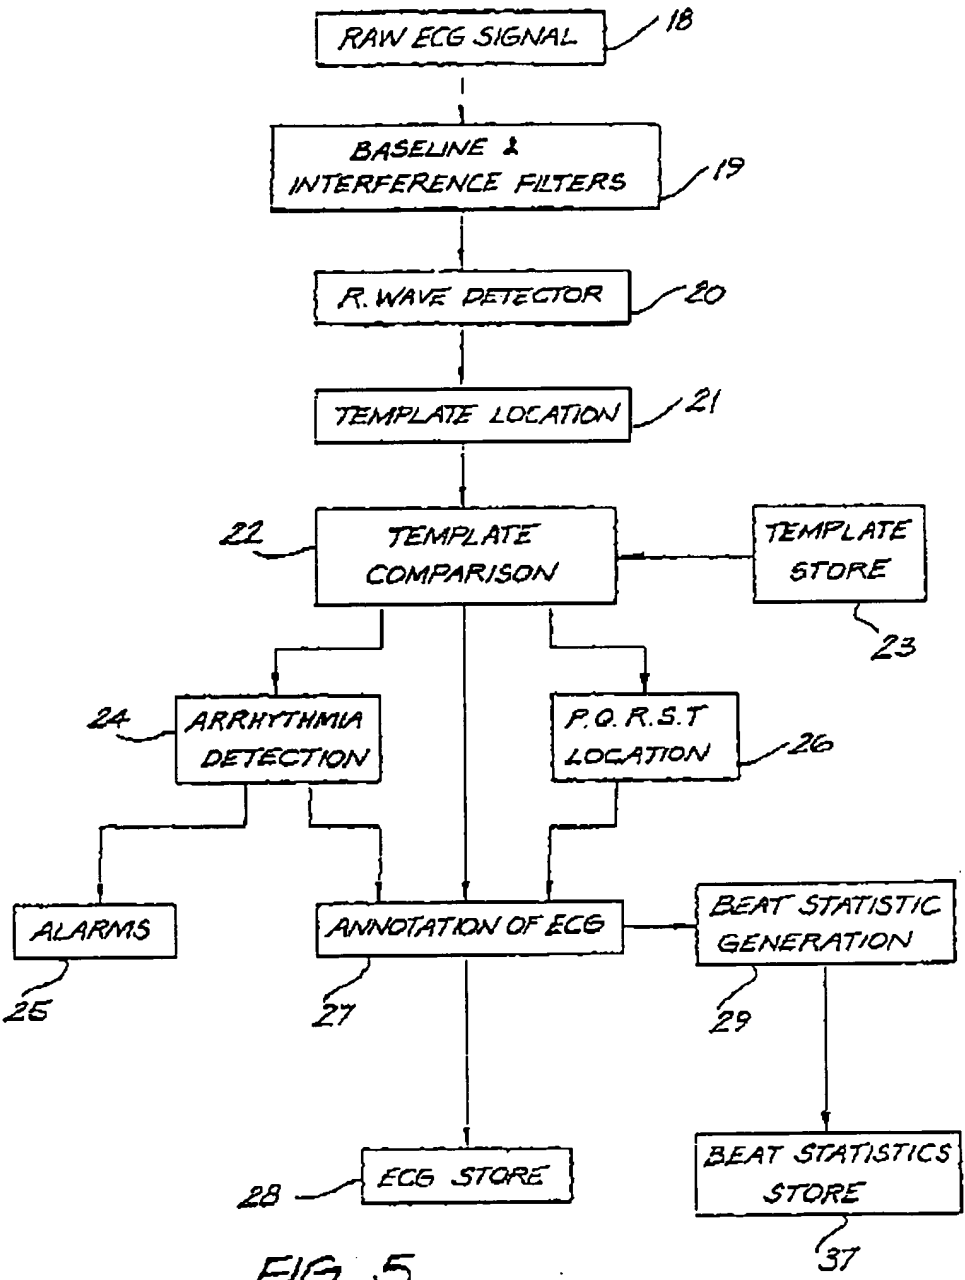 RAW ECG SIGNAL
18
BASELINE &
INTERFERENCE FILTERS
19
R. WAVE DETECTOR
20
TEMPLATE LOCATION
21
22
TEMPLATE
COMPARISON
TEMPLATE
STORE
23
24
ARRHYTHMIA
DETECTION
P.Q.R.S.T
LOCATION
26
ALARMS
25
ANNOTATION OF ECG
27
BEAT STATISTIC
GENERATION
29
28
ECG STORE
BEAT STATISTICS
STORE
37
FIG. 5